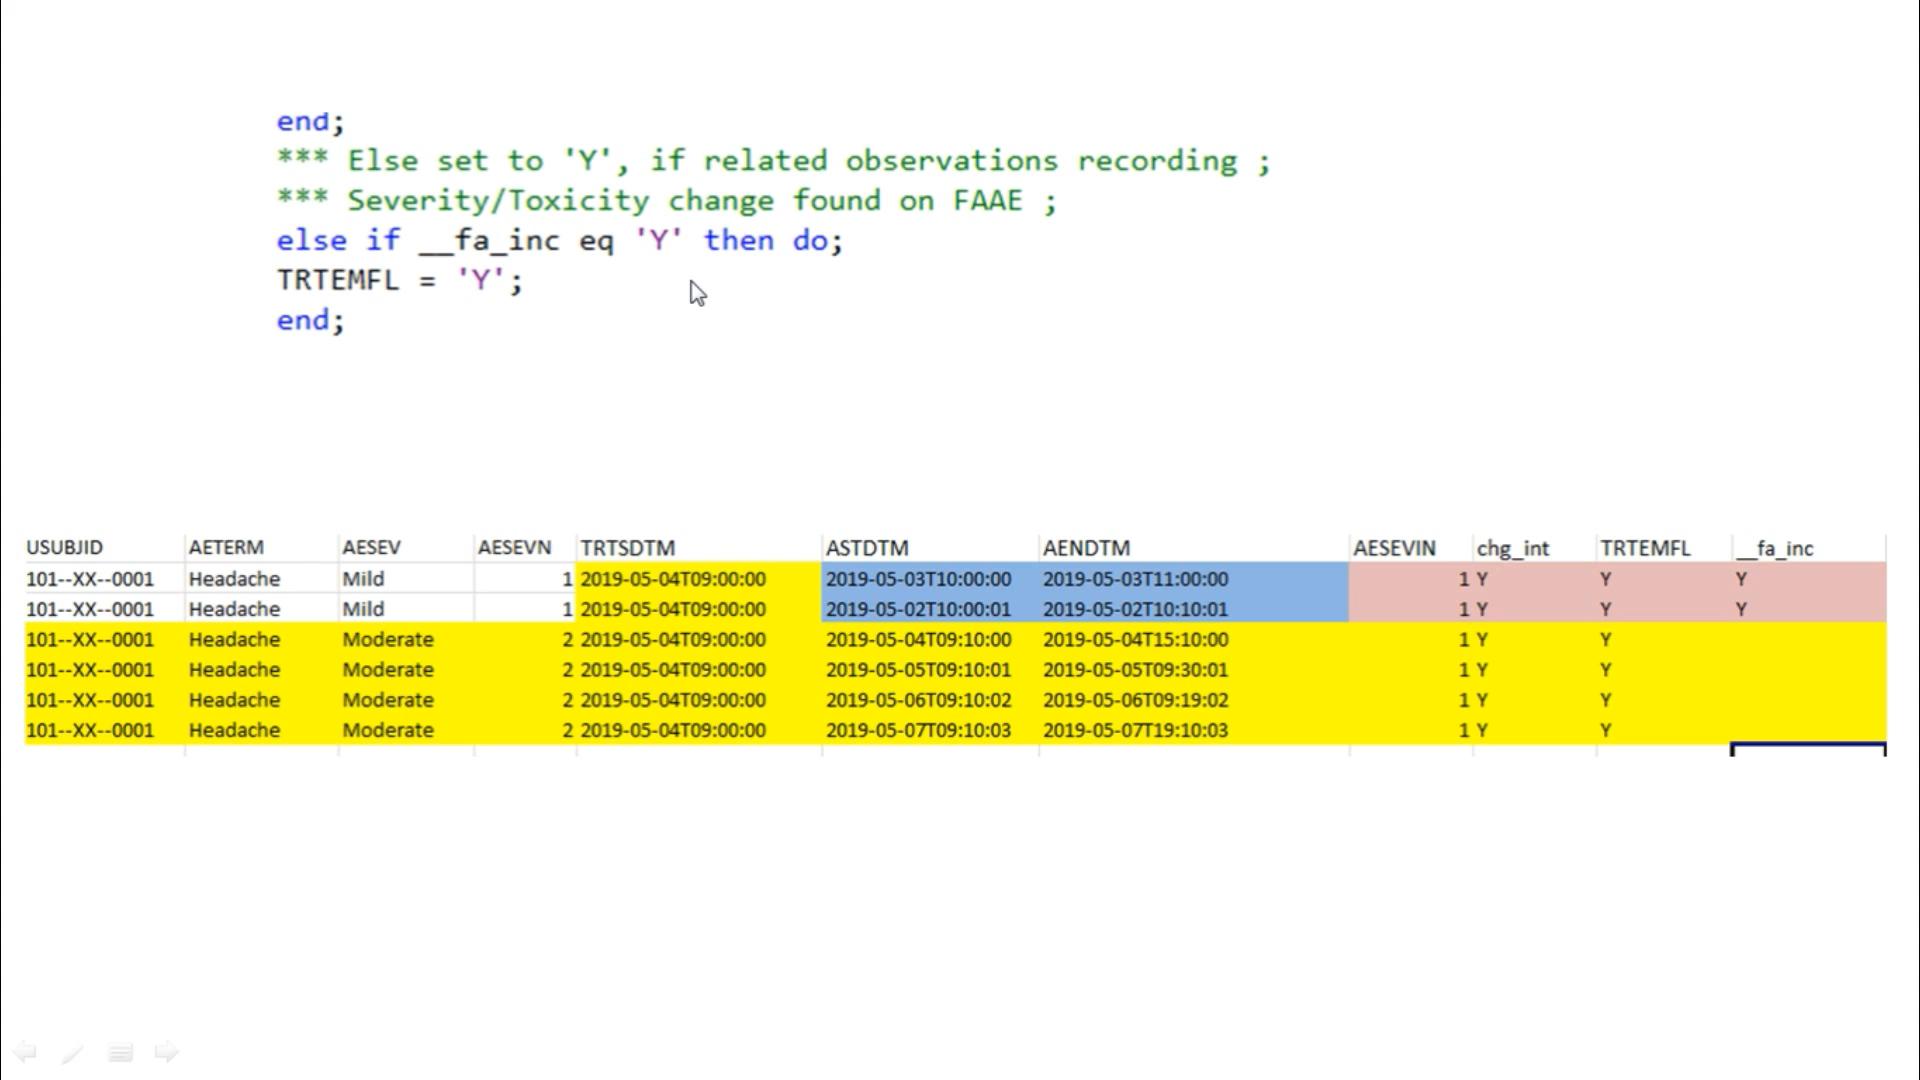 end;
*** Else set to 'Y', if related observations recording ;
*** Severity/Toxicity change found on FAAE ;
else if __fa_inc eq 'Y' then do;
TRTEMFL = 'Y';
end;
USUBJID AETERM AESEV AESEVN TRTSDTM ASTDTM AENDTM AESEVIN chg_int TRTEMFL __fa_inc
101--XX--0001 Headache Mild 1 2019-05-04T09:00:00 2019-05-03T10:00:00 2019-05-03T11:00:00 1 Y Y Y
101--XX--0001 Headache Mild 1 2019-05-04T09:00:00 2019-05-02T10:00:01 2019-05-02T10:10:01 1 Y Y Y
101--XX--0001 Headache Moderate 2 2019-05-04T09:00:00 2019-05-04T09:10:00 2019-05-04T15:10:00 1 Y Y
101--XX--0001 Headache Moderate 2 2019-05-04T09:00:00 2019-05-05T09:10:01 2019-05-05T09:30:01 1 Y Y
101--XX--0001 Headache Moderate 2 2019-05-04T09:00:00 2019-05-06T09:10:02 2019-05-06T09:19:02 1 Y Y
101--XX--0001 Headache Moderate 2 2019-05-04T09:00:00 2019-05-07T09:10:03 2019-05-07T19:10:03 1 Y Y